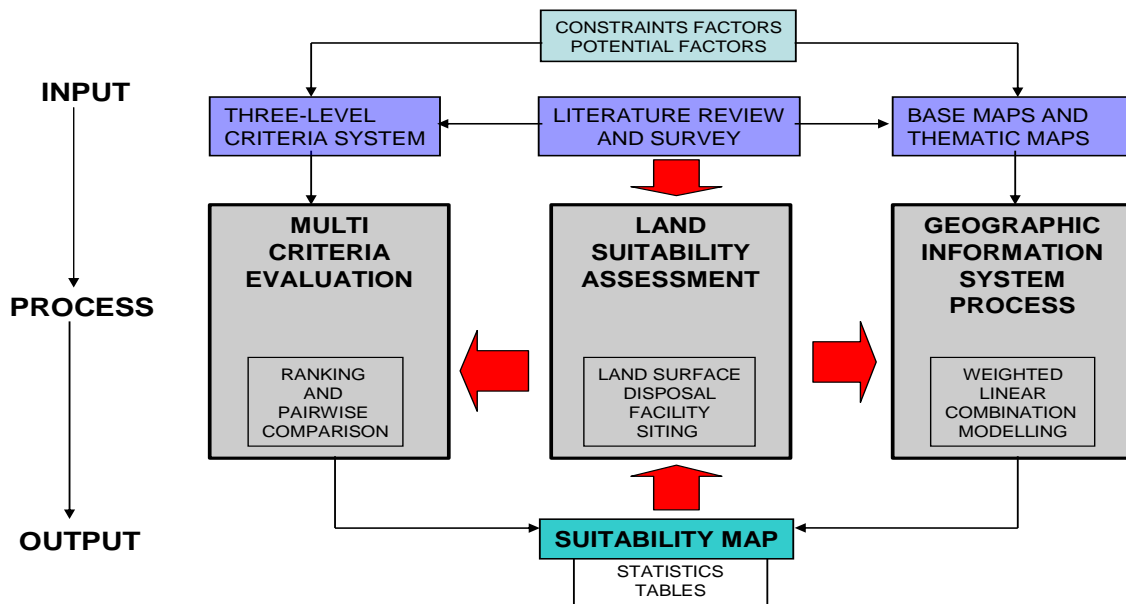 CONSTRAINTS FACTORS
POTENTIAL FACTORS
INPUT
THREE-LEVEL
CRITERIA SYSTEM
LITERATURE REVIEW
AND SURVEY
BASE MAPS AND
THEMATIC MAPS
MULTI
CRITERIA
EVALUATION
LAND
SUITABILITY
ASSESSMENT
GEOGRAPHIC
INFORMATION
SYSTEM
PROCESS
PROCESS
RANKING
AND
PAIRWISE
COMPARISON
LAND SURFACE
DISPOSAL
FACILITY
SITING
WEIGHTED
LINEAR
COMBINATION
MODELLING
OUTPUT
SUITABILITY MAP
STATISTICS
TABLES